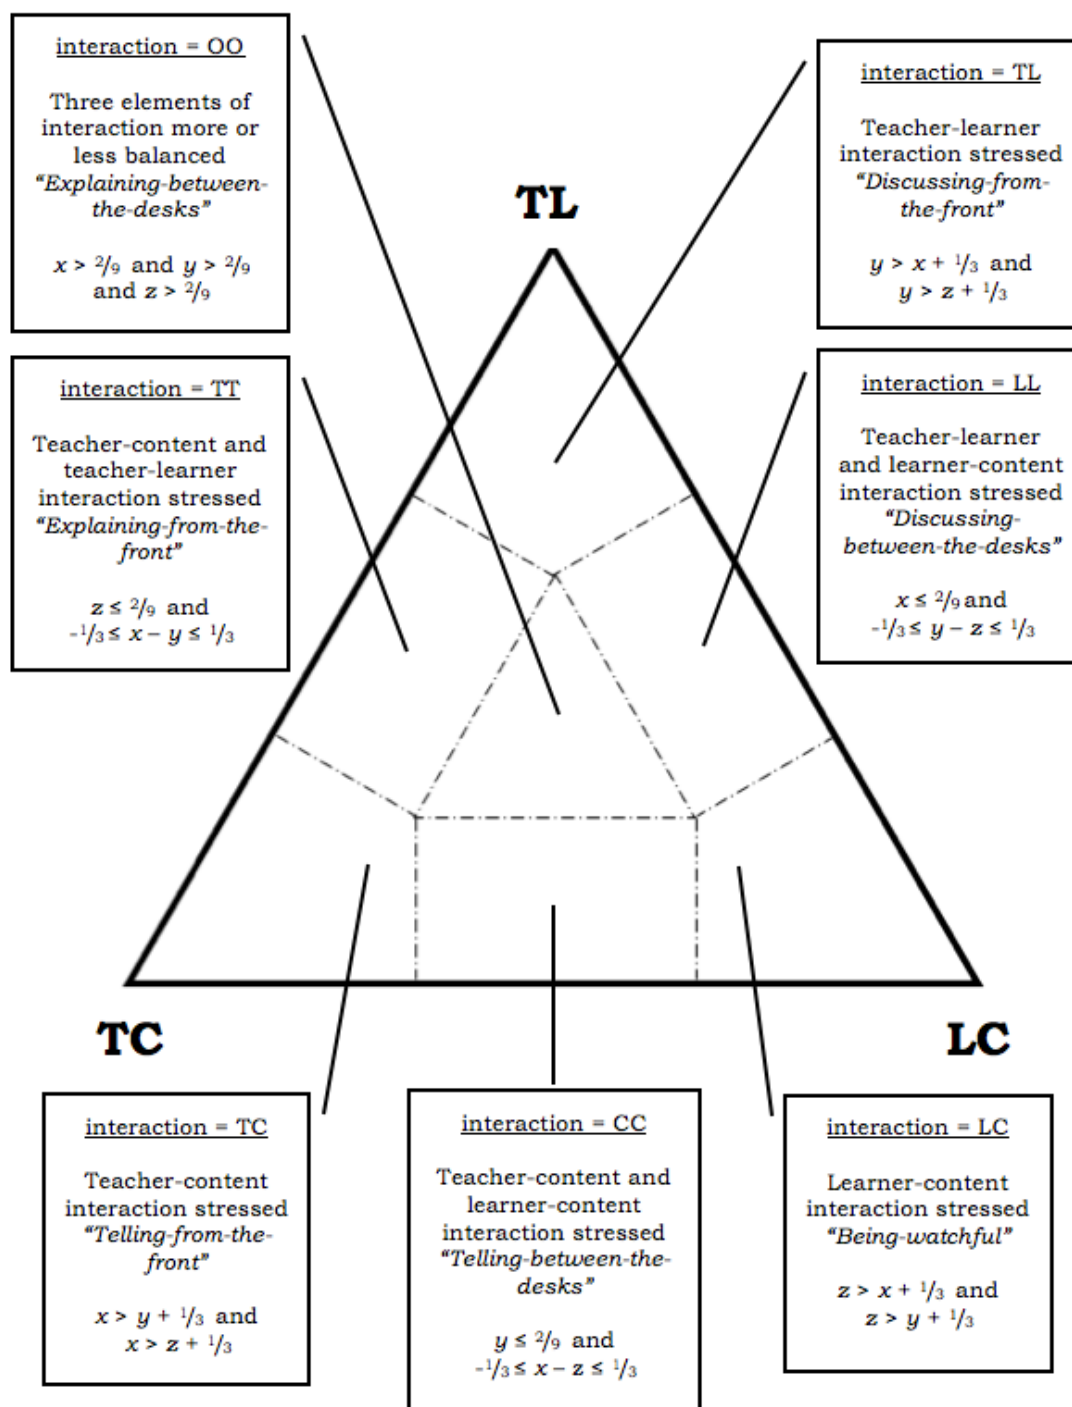 interaction = OO
Three elements of
interaction more or
less balanced
“Explaining-between-
the-desks”
x > 2/9 and y > 2/9
and z > 2/9
interaction = TL
Teacher-learner
interaction stressed
“Discussing-from-
the-front”
y > x + 1/3 and
y > z + 1/3
TL
interaction = TT
Teacher-content and
teacher-learner
interaction stressed
“Explaining-from-the-
front”
z ≤ 2/9 and
-1/3 ≤ x – y ≤ 1/3
interaction = LL
Teacher-learner
and learner-content
interaction stressed
“Discussing-
between-the-desks”
x ≤ 2/9 and
-1/3 ≤ y – z ≤ 1/3
TC
LC
interaction = TC
Teacher-content
interaction stressed
“Telling-from-the-
front”
x > y + 1/3 and
x > z + 1/3
interaction = CC
Teacher-content and
learner-content
interaction stressed
“Telling-between-the-
desks”
y ≤ 2/9 and
-1/3 ≤ x – z ≤ 1/3
interaction = LC
Learner-content
interaction stressed
“Being-watchful”
z > x + 1/3 and
z > y + 1/3